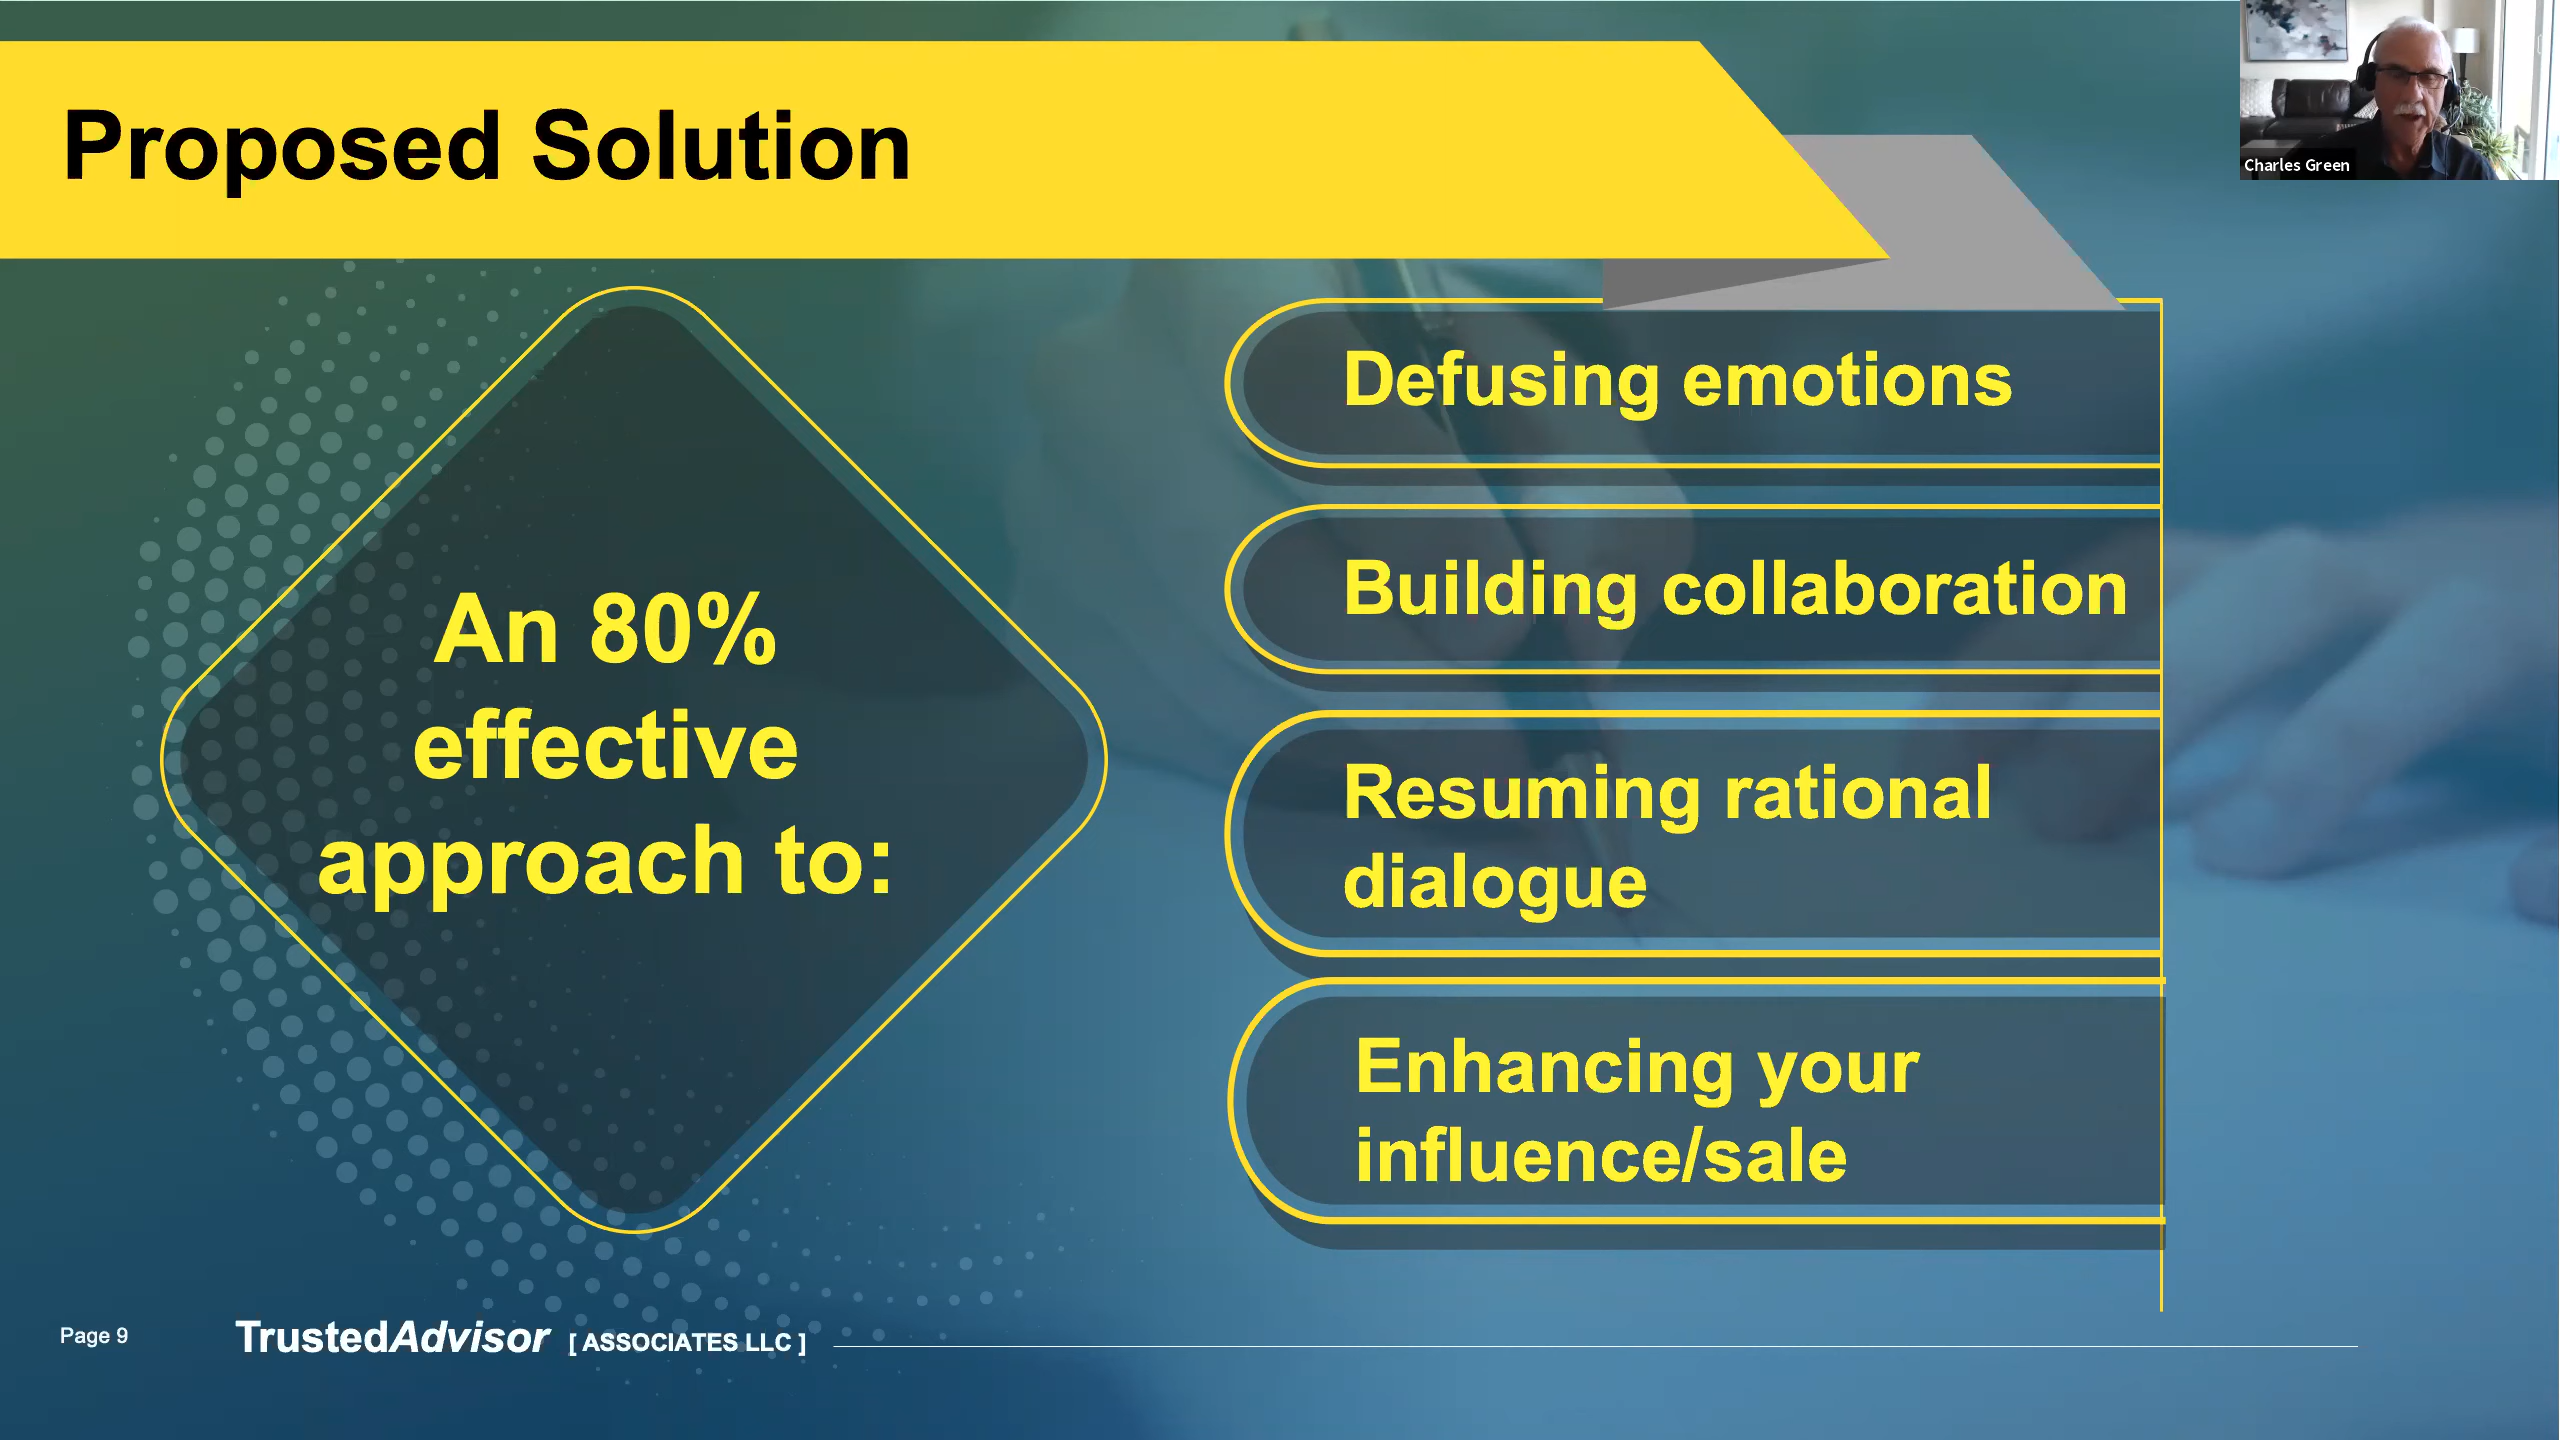 Proposed Solution
Charles Green
An 80%
effective
approach to:
Defusing emotions
Building collaboration
Resuming rational
dialogue
Enhancing your
influence/sale
Page 9
TrustedAdvisor [ ASSOCIATES LLC ]